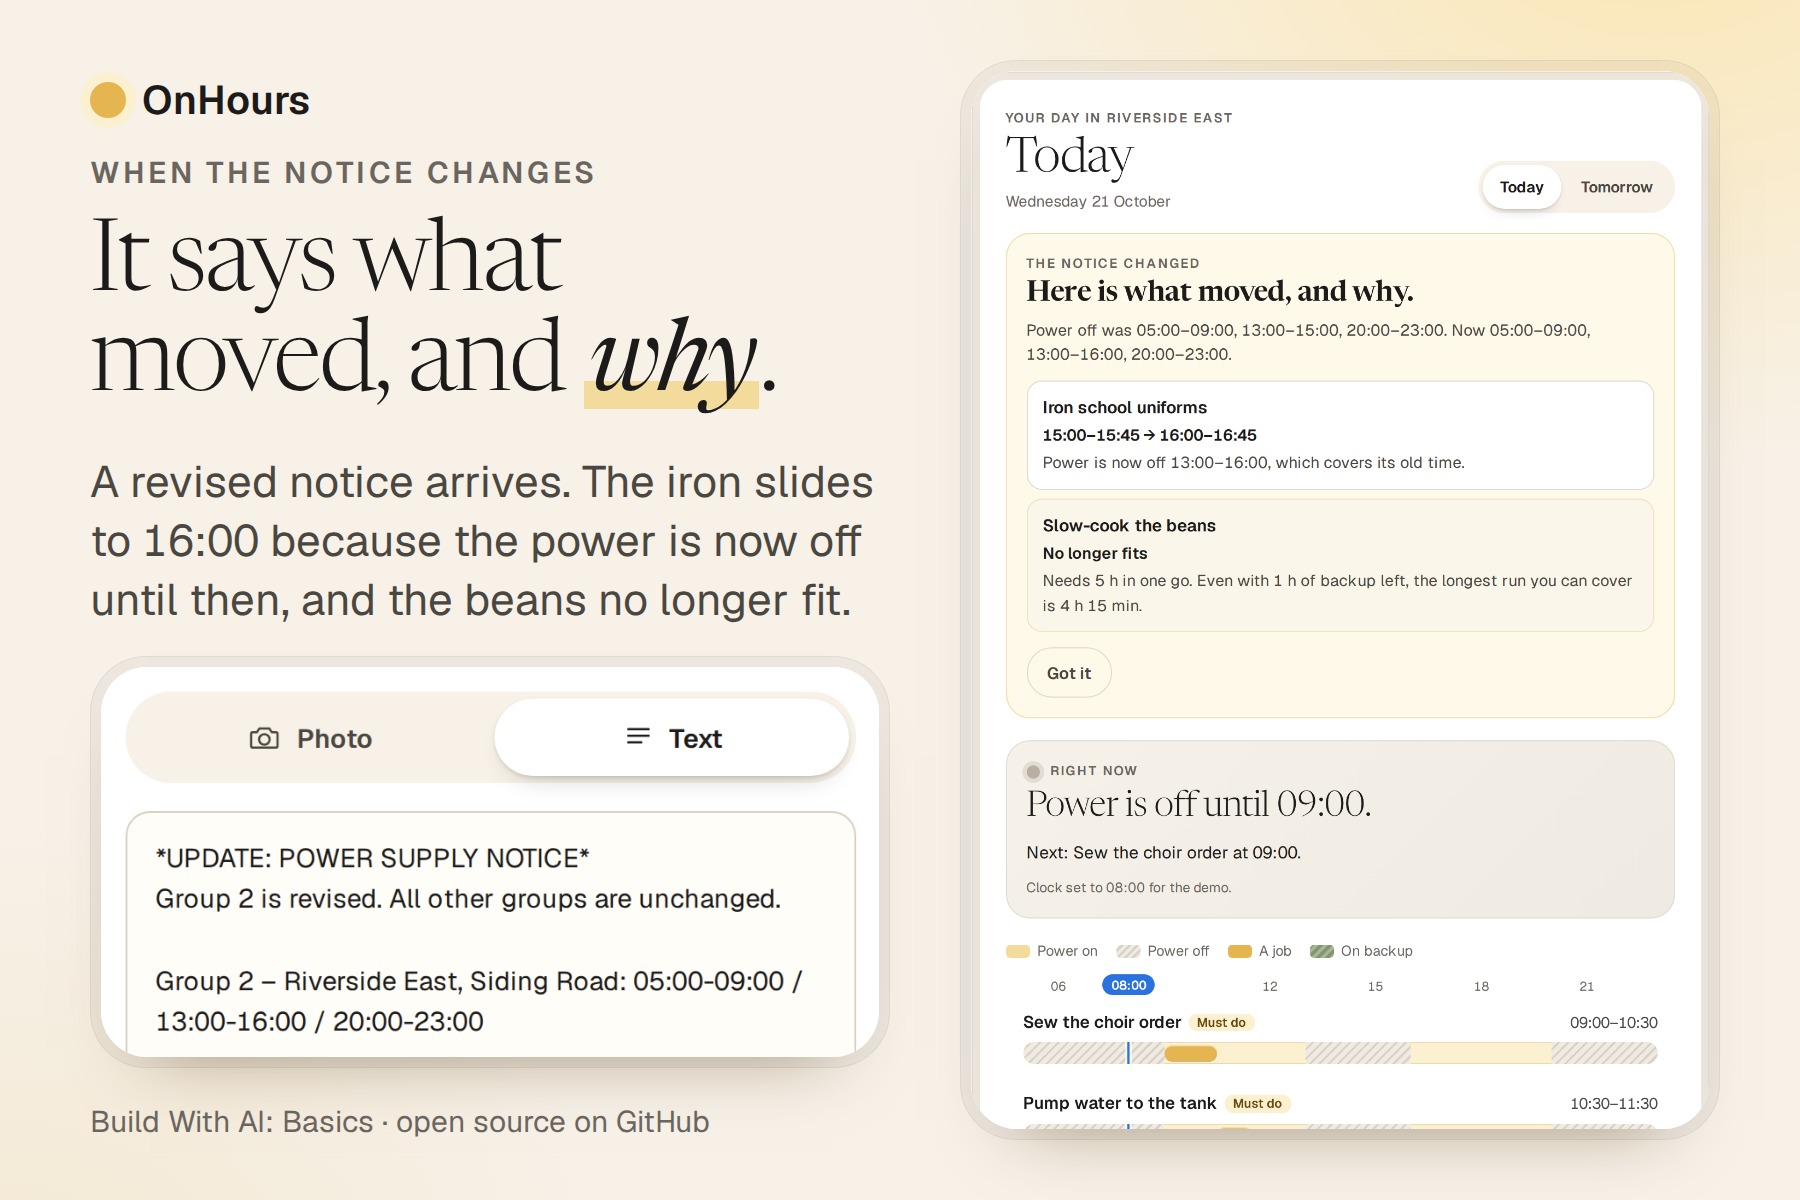 OnHours
WHEN THE NOTICE CHANGES
It says what
moved, and why.
A revised notice arrives. The iron slides
to 16:00 because the power is now off
until then, and the beans no longer fit.
Photo
Text
*UPDATE: POWER SUPPLY NOTICE*
Group 2 is revised. All other groups are unchanged.
Group 2 – Riverside East, Siding Road: 05:00-09:00 /
13:00-16:00 / 20:00-23:00
Build With AI: Basics · open source on GitHub
YOUR DAY IN RIVERSIDE EAST
Today
Wednesday 21 October
Today
Tomorrow
THE NOTICE CHANGED
Here is what moved, and why.
Power off was 05:00–09:00, 13:00–15:00, 20:00–23:00. Now 05:00–09:00,
13:00–16:00, 20:00–23:00.
Iron school uniforms
15:00–15:45 → 16:00–16:45
Power is now off 13:00–16:00, which covers its old time.
Slow-cook the beans
No longer fits
Needs 5 h in one go. Even with 1 h of backup left, the longest run you can cover
is 4 h 15 min.
Got it
RIGHT NOW
Power is off until 09:00.
Next: Sew the choir order at 09:00.
Clock set to 08:00 for the demo.
Power on
Power off
A job
On backup
06 08:00 12 15 18 21
Sew the choir order Must do 09:00–10:30
Pump water to the tank Must do 10:30–11:30